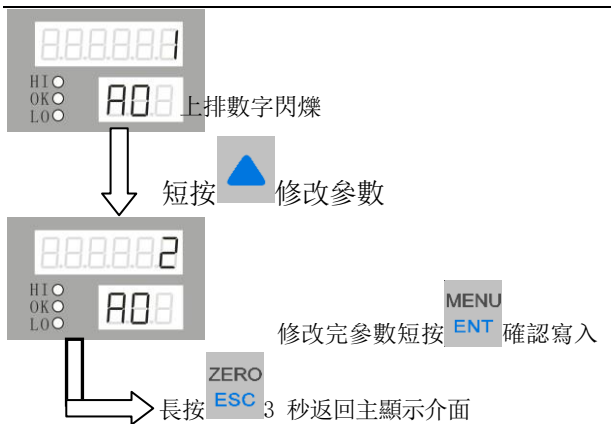 1
HI
OK
LO
A0
上排數字閃爍
短按 修改參數
2
HI
OK
LO
A0
修改完參數短按 MENU ENT 確認寫入
長按 ZERO ESC 3 秒返回主顯示介面